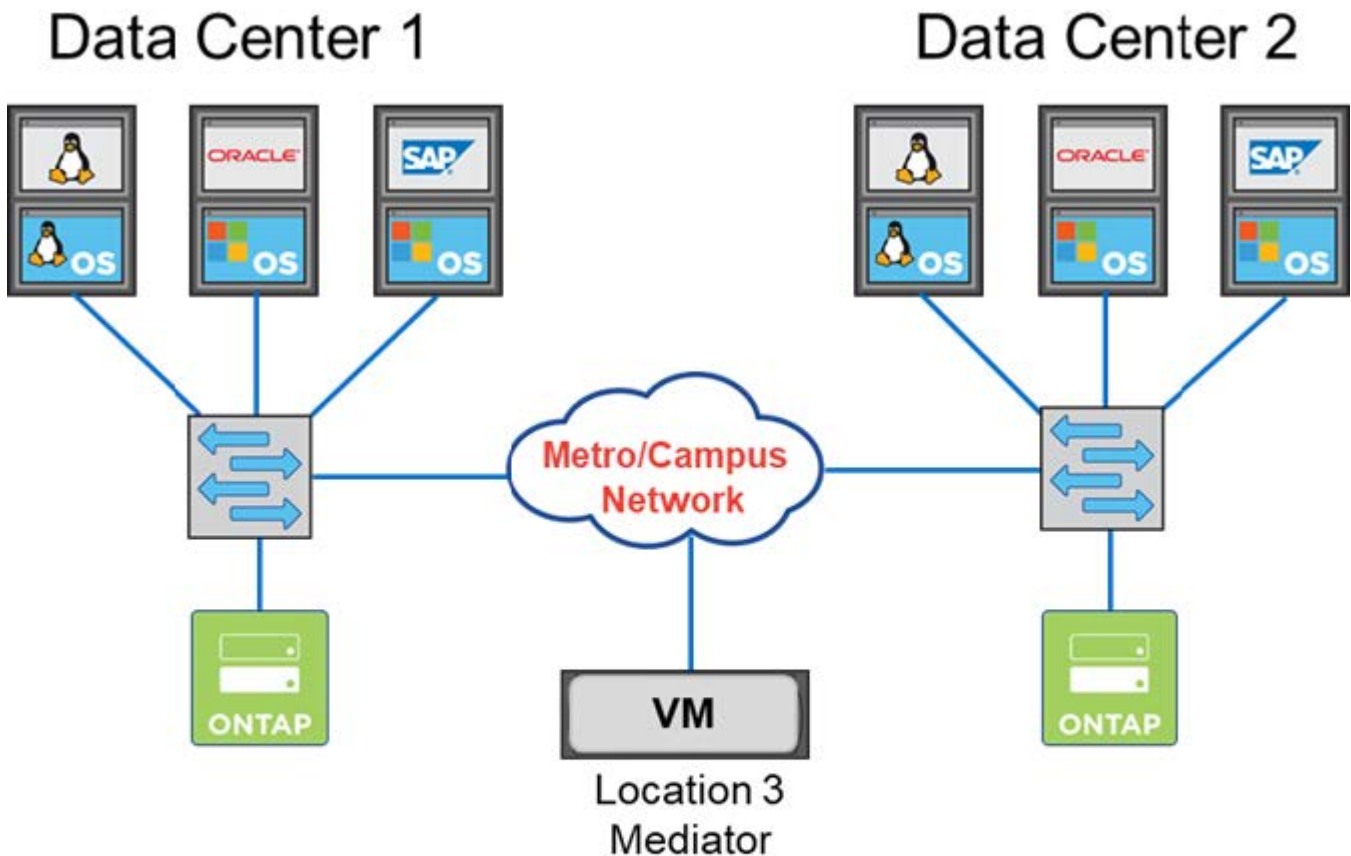 Data Center 1
Data Center 2
ORACLE
SAP
OS
OS
OS
ORACLE
SAP
OS
OS
OS
Metro/Campus
Network
ONTAP
VM
ONTAP
Location 3
Mediator